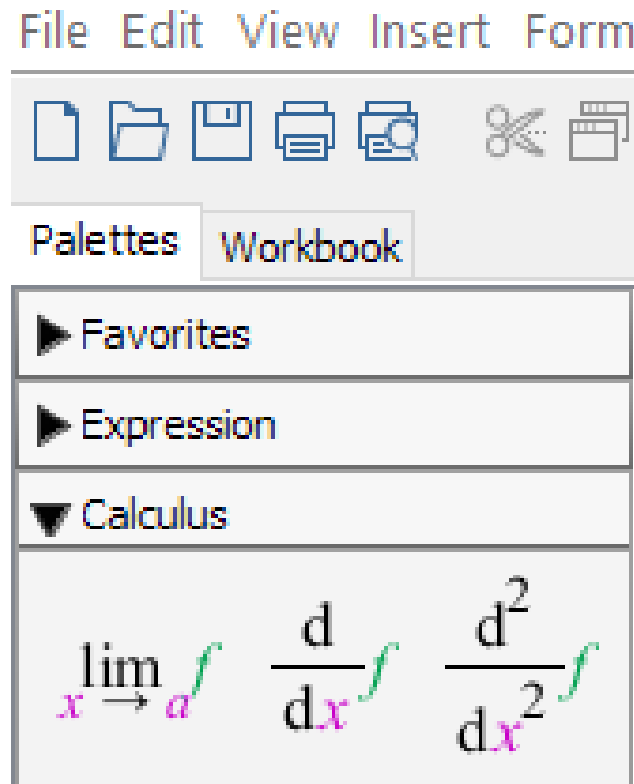 File Edit View Insert Form
Palettes Workbook
Favorites
Expression
Calculus
lim x → a f d/dx f d²/dx² f